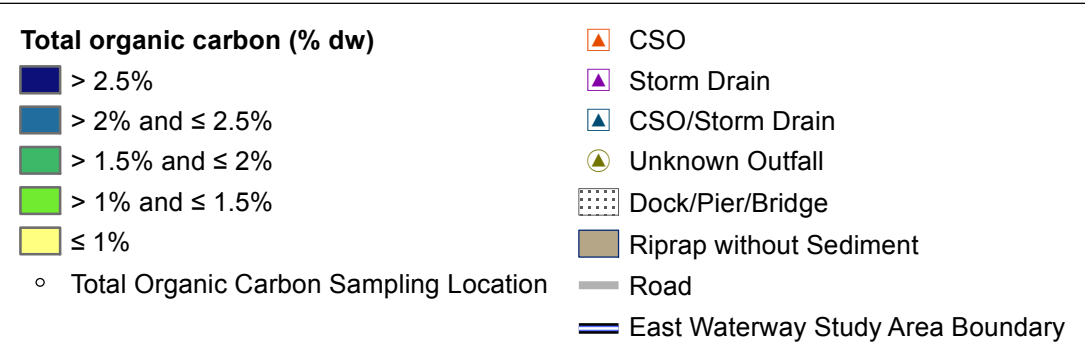 Total organic carbon (% dw)
> 2.5%
> 2% and ≤ 2.5%
> 1.5% and ≤ 2%
> 1% and ≤ 1.5%
≤ 1%
Total Organic Carbon Sampling Location
CSO
Storm Drain
CSO/Storm Drain
Unknown Outfall
Dock/Pier/Bridge
Riprap without Sediment
Road
East Waterway Study Area Boundary